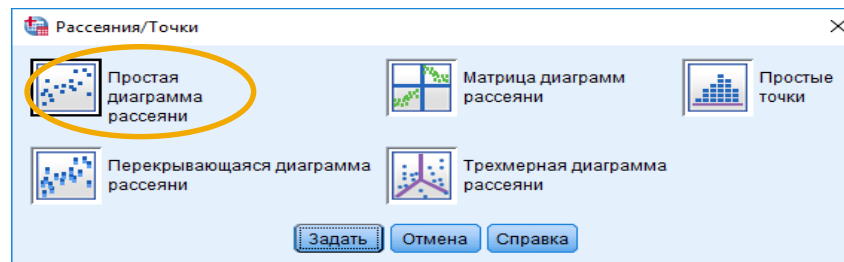 Рассеяния/Точки
Простая
диаграмма
рассеяни
Матрица диаграмм
рассеяни
Простые
точки
Перекрывающаяся диаграмма
рассеяни
Трехмерная диаграмма
рассеяни
Задать
Отмена
Справка